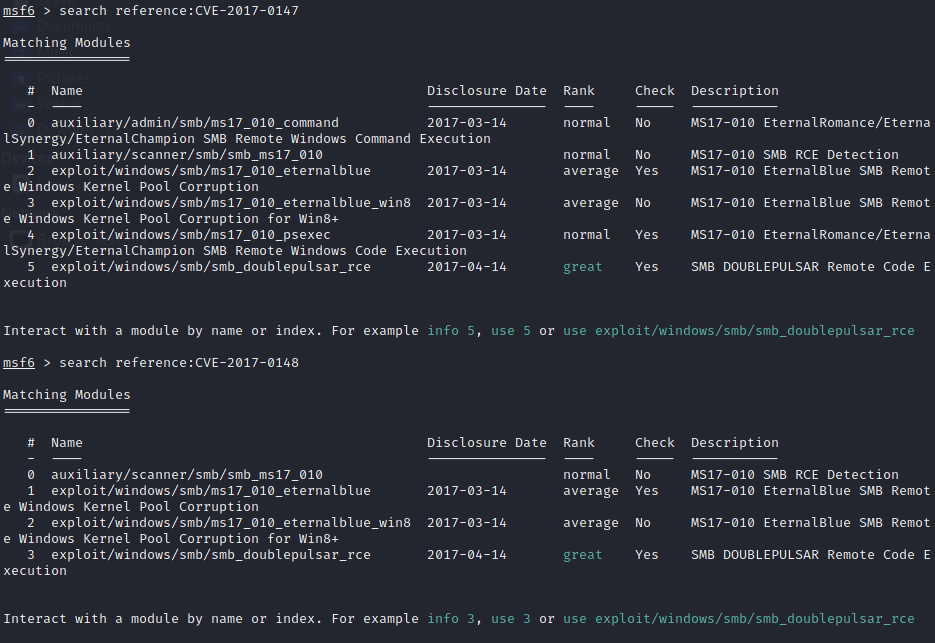 msf6 > search reference:CVE-2017-0147
Matching Modules
================
# Name Disclosure Date Rank Check Description
- ---- --------------- ---- ----- -----------
0 auxiliary/admin/smb/ms17_010_command 2017-03-14 normal No MS17-010 EternalRomance/Eterna
lSynergy/EternalChampion SMB Remote Windows Command Execution
1 auxiliary/scanner/smb/smb_ms17_010 normal No MS17-010 SMB RCE Detection
2 exploit/windows/smb/ms17_010_eternalblue 2017-03-14 average Yes MS17-010 EternalBlue SMB Remot
e Windows Kernel Pool Corruption
3 exploit/windows/smb/ms17_010_eternalblue_win8 2017-03-14 average No MS17-010 EternalBlue SMB Remot
e Windows Kernel Pool Corruption for Win8+
4 exploit/windows/smb/ms17_010_psexec 2017-03-14 normal Yes MS17-010 EternalRomance/Eterna
lSynergy/EternalChampion SMB Remote Windows Code Execution
5 exploit/windows/smb/smb_doublepulsar_rce 2017-04-14 great Yes SMB DOUBLEPULSAR Remote Code E
xecution
Interact with a module by name or index. For example info 5, use 5 or use exploit/windows/smb/smb_doublepulsar_rce
msf6 > search reference:CVE-2017-0148
Matching Modules
================
# Name Disclosure Date Rank Check Description
- ---- --------------- ---- ----- -----------
0 auxiliary/scanner/smb/smb_ms17_010 normal No MS17-010 SMB RCE Detection
1 exploit/windows/smb/ms17_010_eternalblue 2017-03-14 average Yes MS17-010 EternalBlue SMB Remot
e Windows Kernel Pool Corruption
2 exploit/windows/smb/ms17_010_eternalblue_win8 2017-03-14 average No MS17-010 EternalBlue SMB Remot
e Windows Kernel Pool Corruption for Win8+
3 exploit/windows/smb/smb_doublepulsar_rce 2017-04-14 great Yes SMB DOUBLEPULSAR Remote Code E
xecution
Interact with a module by name or index. For example info 3, use 3 or use exploit/windows/smb/smb_doublepulsar_rce